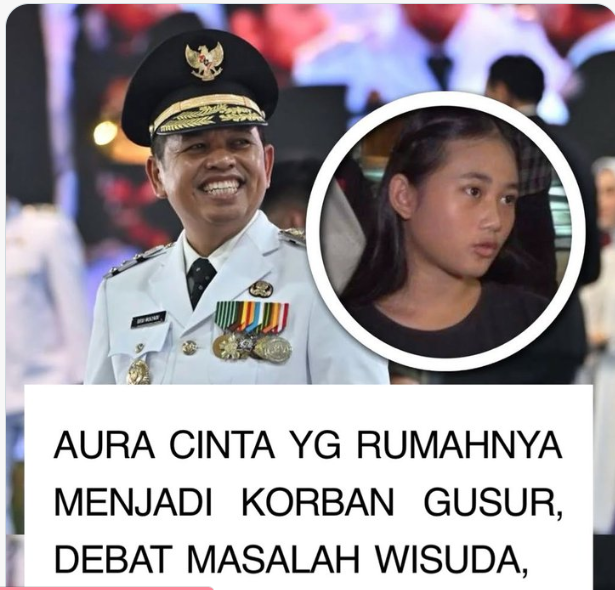 AURA CINTA YG RUMAHNYA
MENJADI KORBAN GUSUR,
DEBAT MASALAH WISUDA,